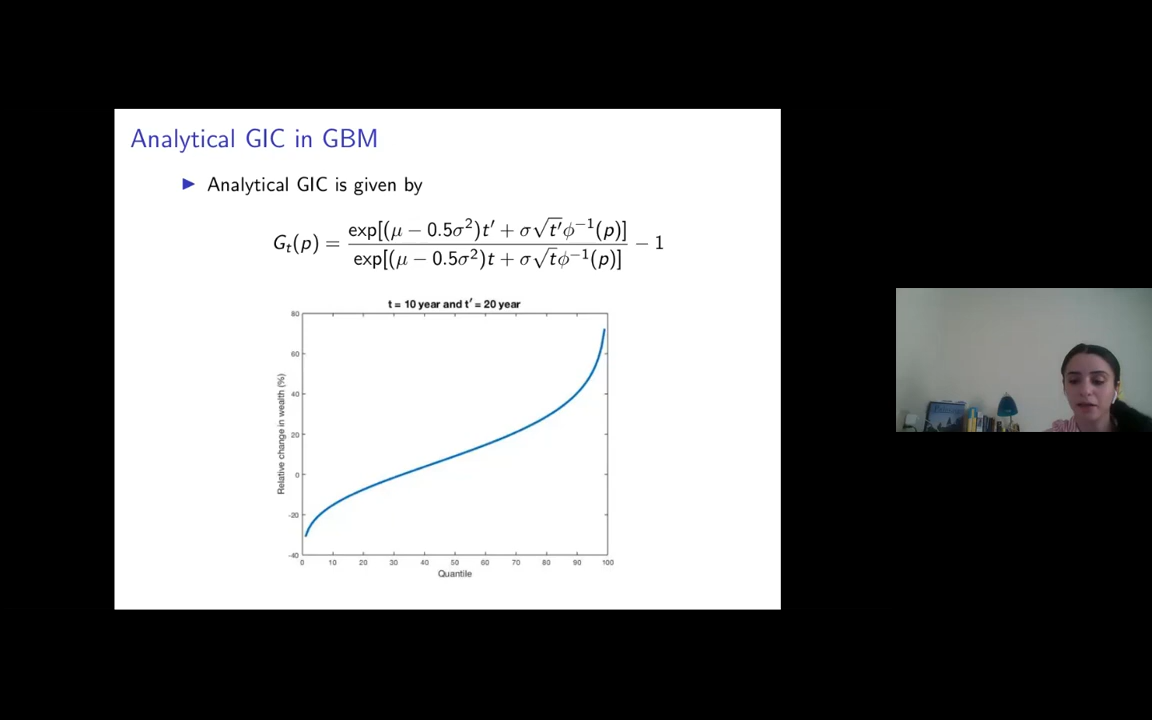 Analytical GIC in GBM
► Analytical GIC is given by
G_t(p) = \frac{exp[(μ − 0.5σ²)t′ + σ√t′ϕ⁻¹(p)]}{exp[(μ − 0.5σ²)t + σ√tϕ⁻¹(p)]} − 1
t = 10 year and t' = 20 year
80
60
40
20
0
-20
-40
Relative change in wealth (%)
0 10 20 30 40 50 60 70 80 90 100
Quantile